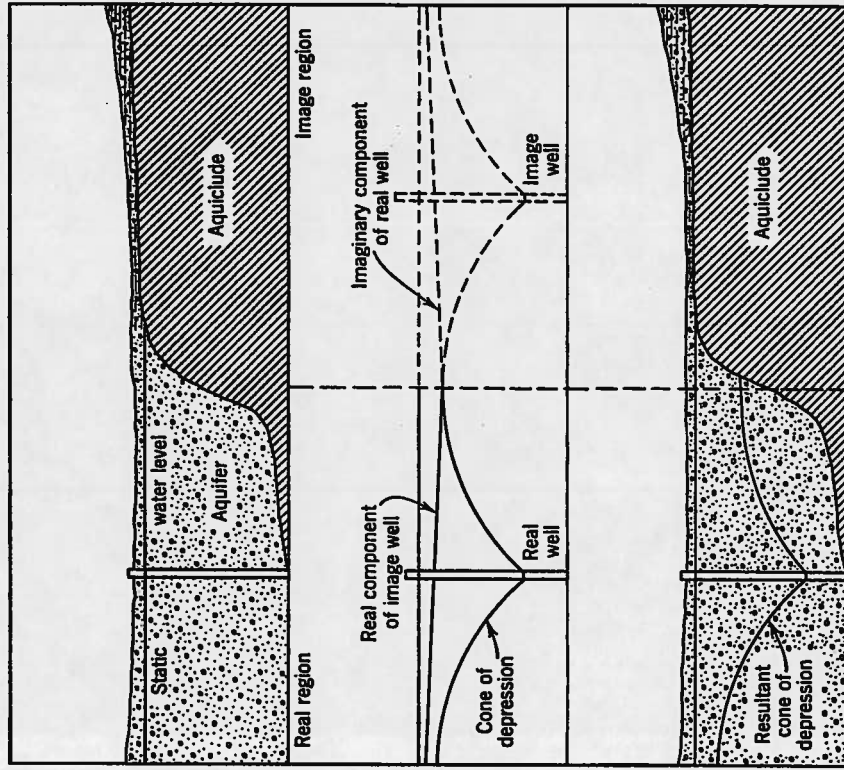 Static water level
Aquifer
Aquiclude
Real region
Image region
Real component
of image well
Imaginary component
of real well
Cone of
depression
Real
well
Image
well
Resultant
cone of
depression
Aquiclude